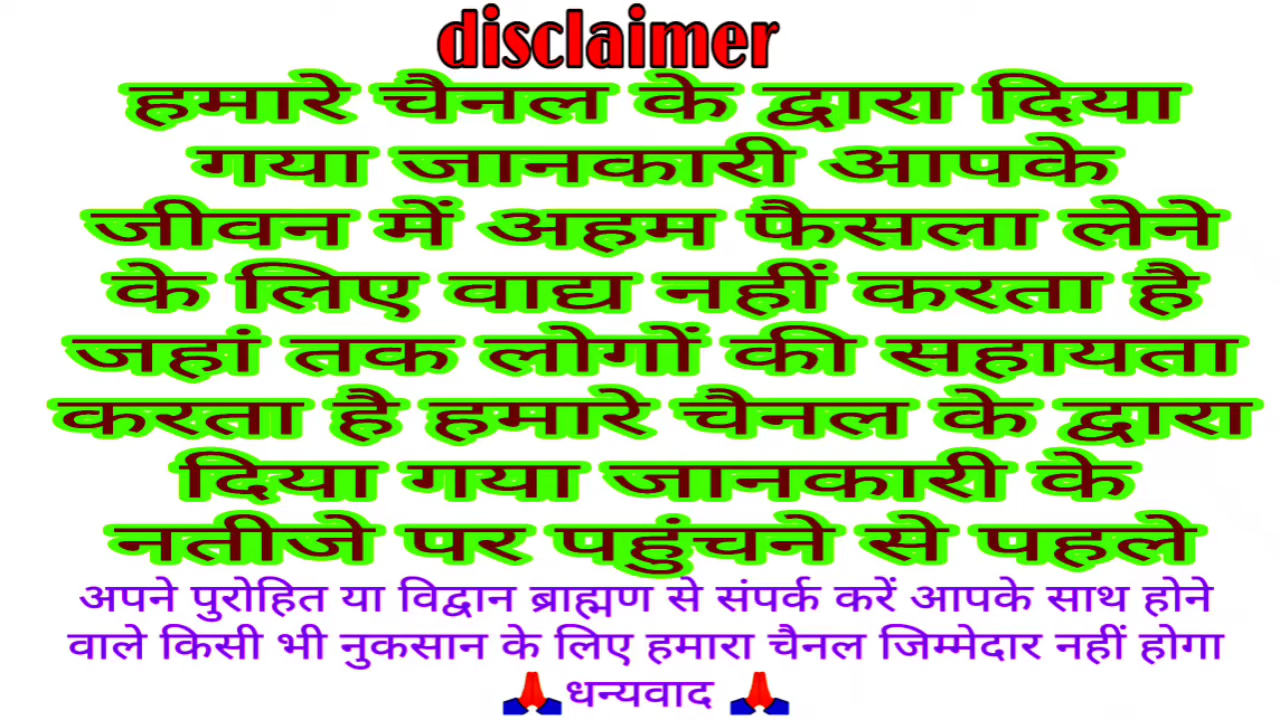 disclaimer
हमारे चैनल के द्वारा दिया
गया जानकारी आपके
जीवन में अहम फैसला लेने
के लिए वाद्य नहीं करता है
जहां तक लोगों की सहायता
करता है हमारे चैनल के द्वारा
दिया गया जानकारी के
नतीजे पर पहुंचने से पहले
अपने पुरोहित या विद्वान ब्राह्मण से संपर्क करें आपके साथ होने
वाले किसी भी नुकसान के लिए हमारा चैनल जिम्मेदार नहीं होगा
🙏धन्यवाद 🙏